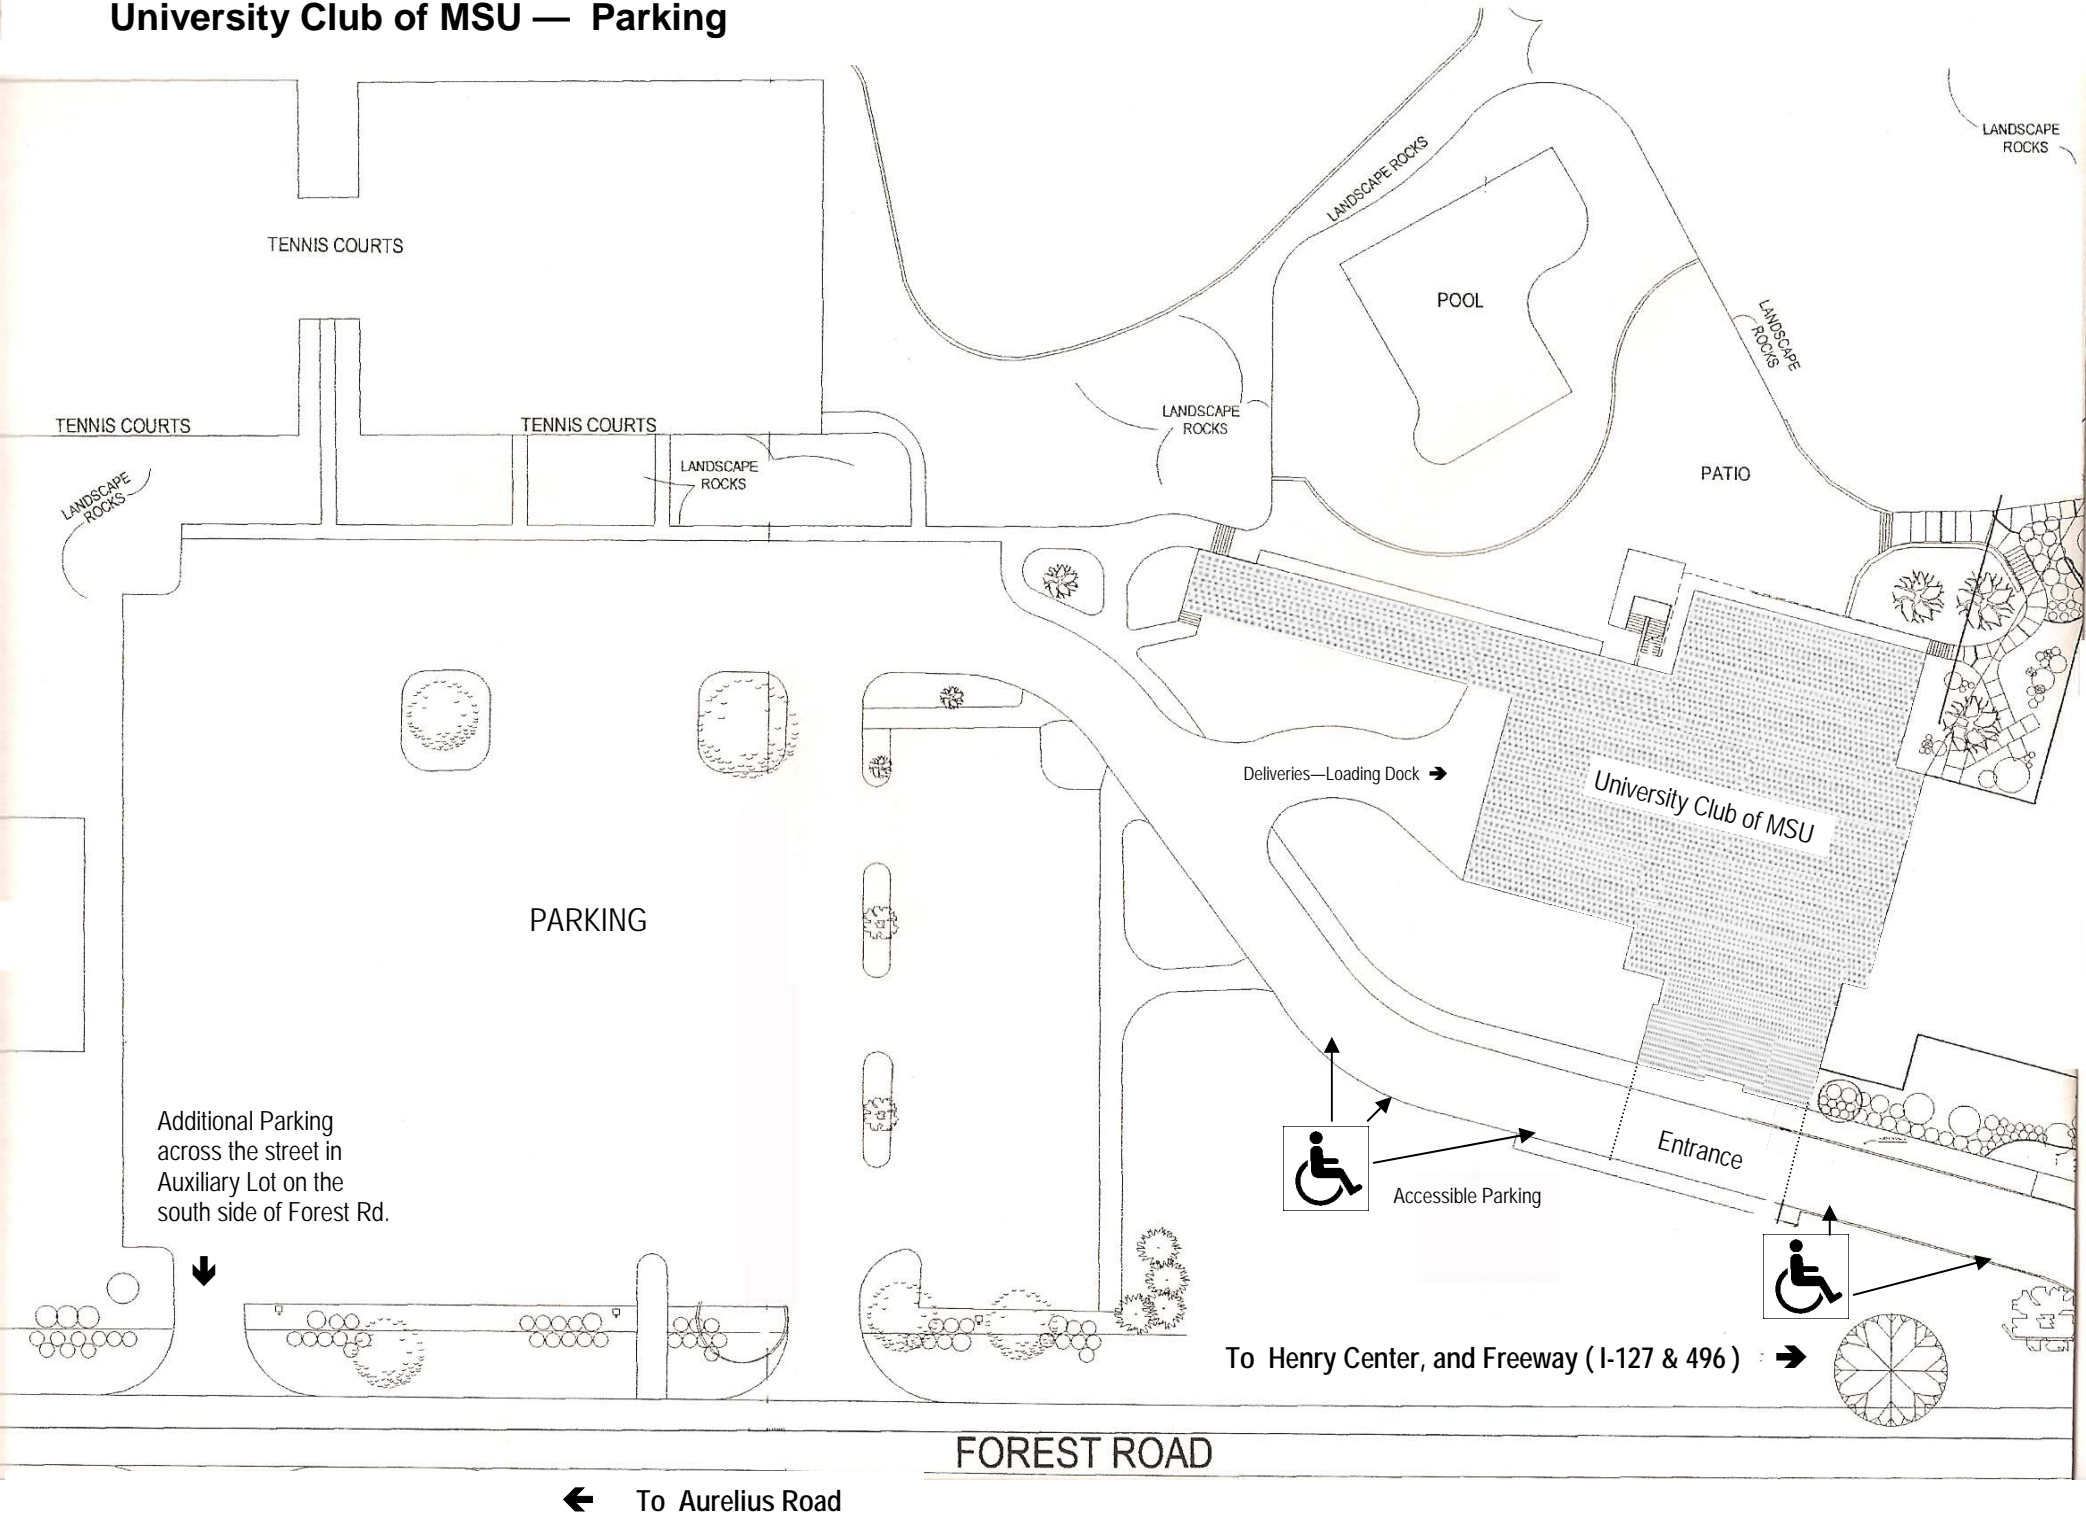 University Club of MSU — Parking
LANDSCAPE
ROCKS
LANDSCAPE ROCKS
TENNIS COURTS
POOL
LANDSCAPE
ROCKS
LANDSCAPE
ROCKS
TENNIS COURTS
TENNIS COURTS
LANDSCAPE
ROCKS
PATIO
LANDSCAPE
ROCKS
Deliveries—Loading Dock
University Club of MSU
PARKING
Additional Parking
across the street in
Auxiliary Lot on the
south side of Forest Rd.
Entrance
Accessible Parking
To Henry Center, and Freeway ( I-127 & 496 )
FOREST ROAD
To Aurelius Road